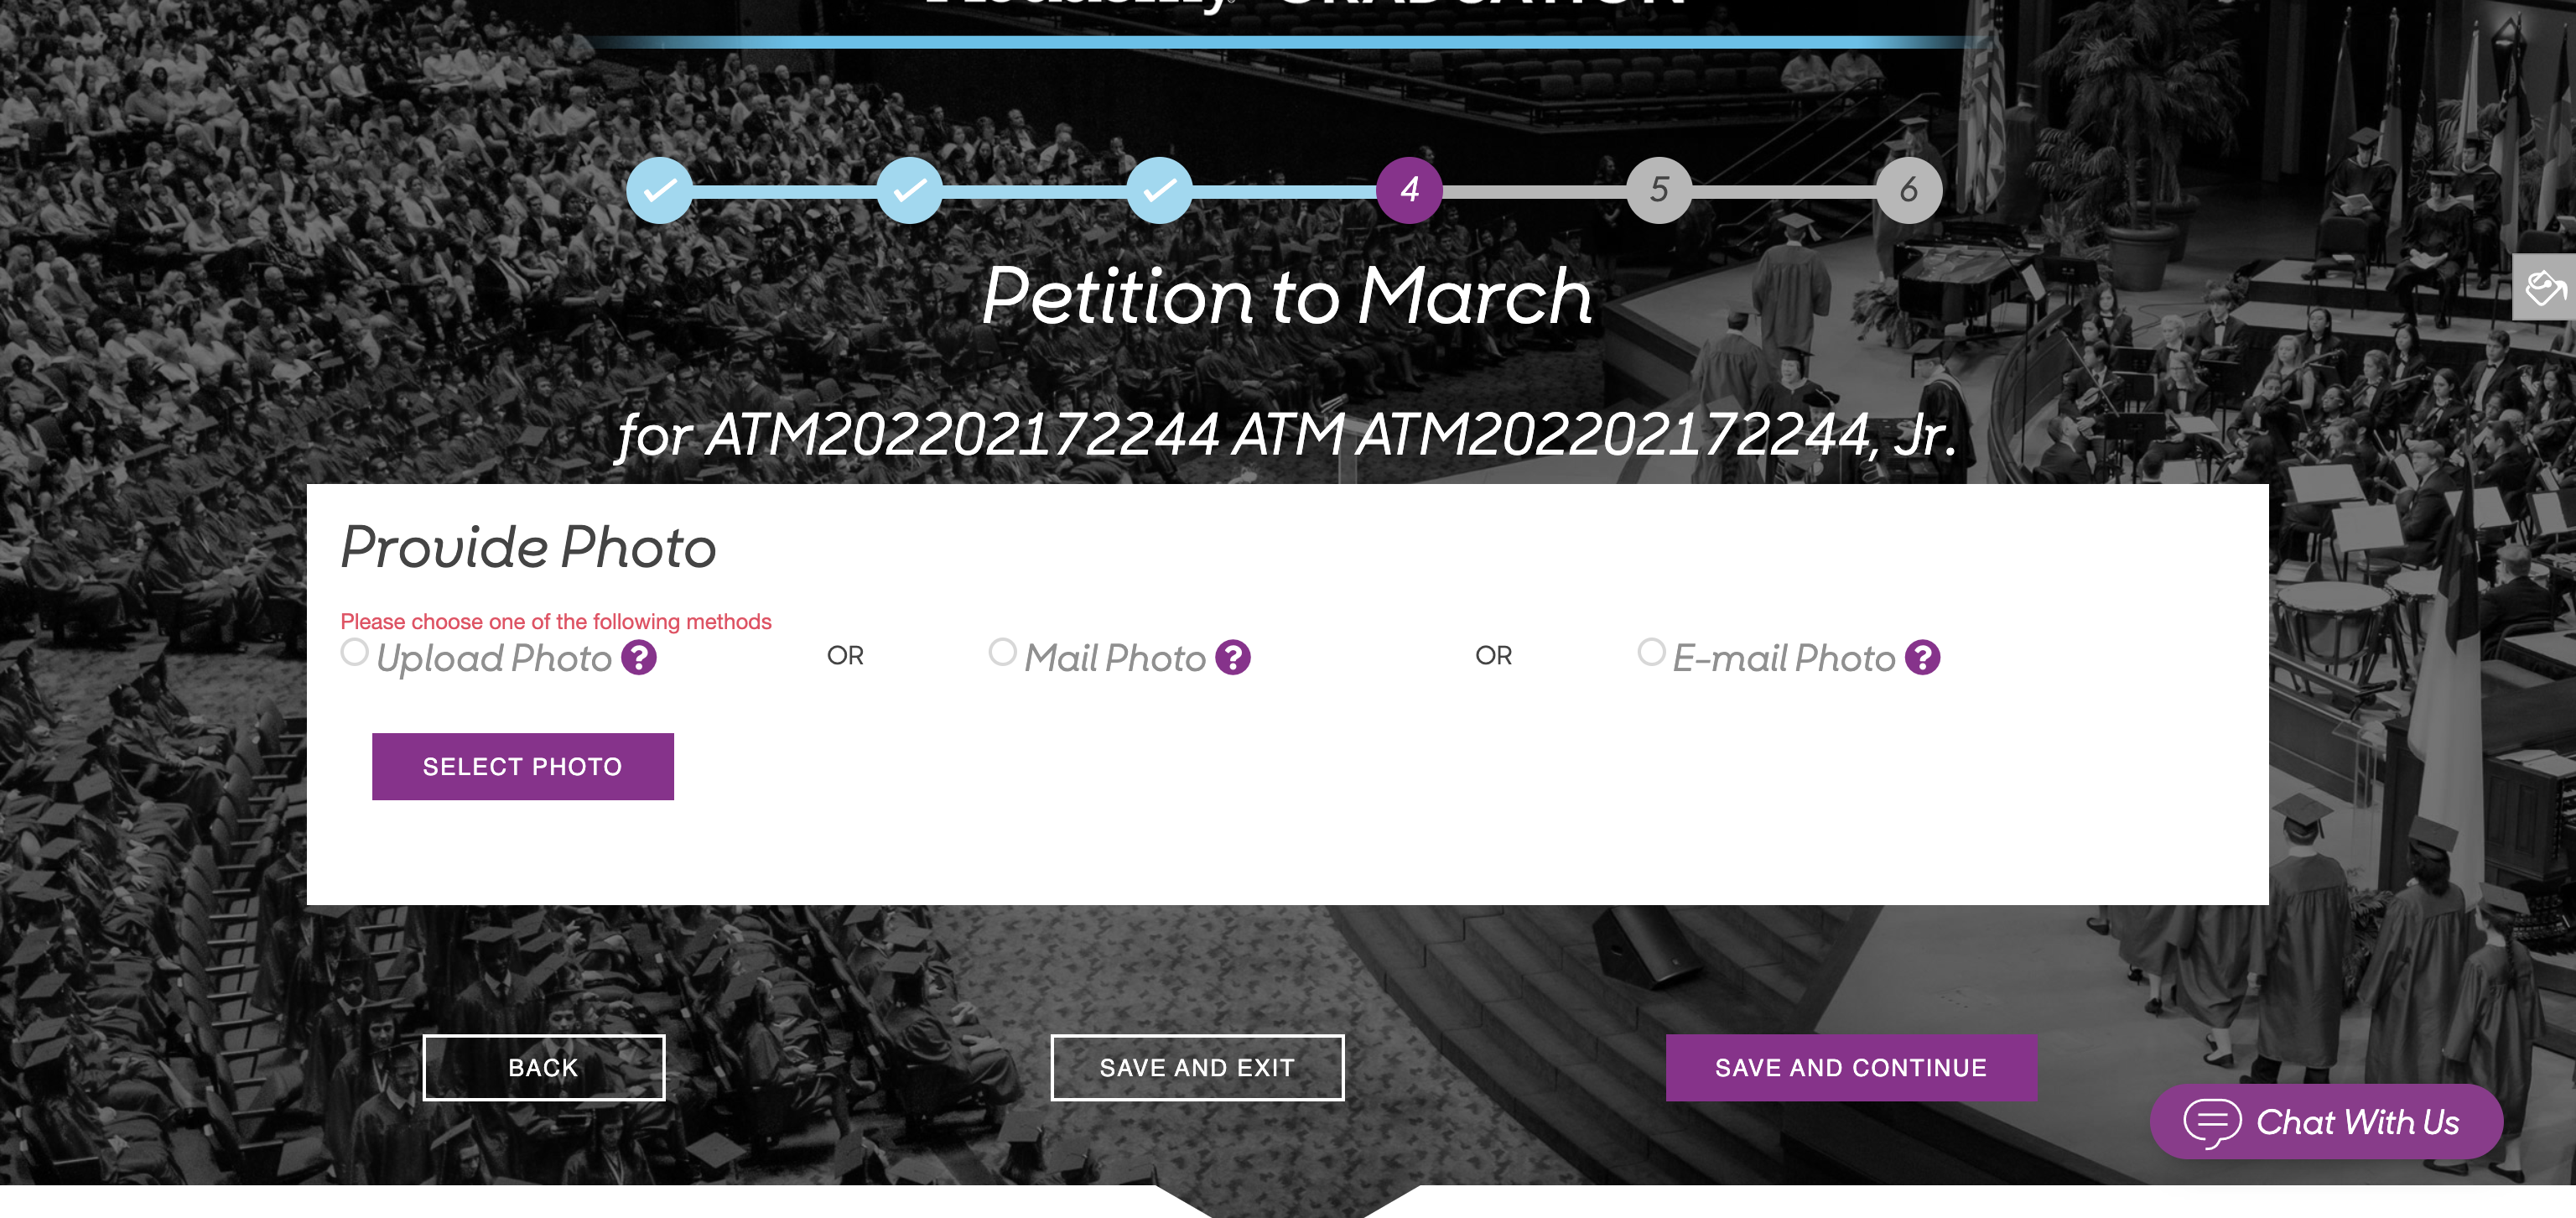 GRADUATION
4 5 6
Petition to March
for ATM202202172244 ATM ATM202202172244, Jr.
Provide Photo
Please choose one of the following methods
Upload Photo ? OR Mail Photo ? OR E-mail Photo ?
SELECT PHOTO
BACK SAVE AND EXIT SAVE AND CONTINUE
Chat With Us